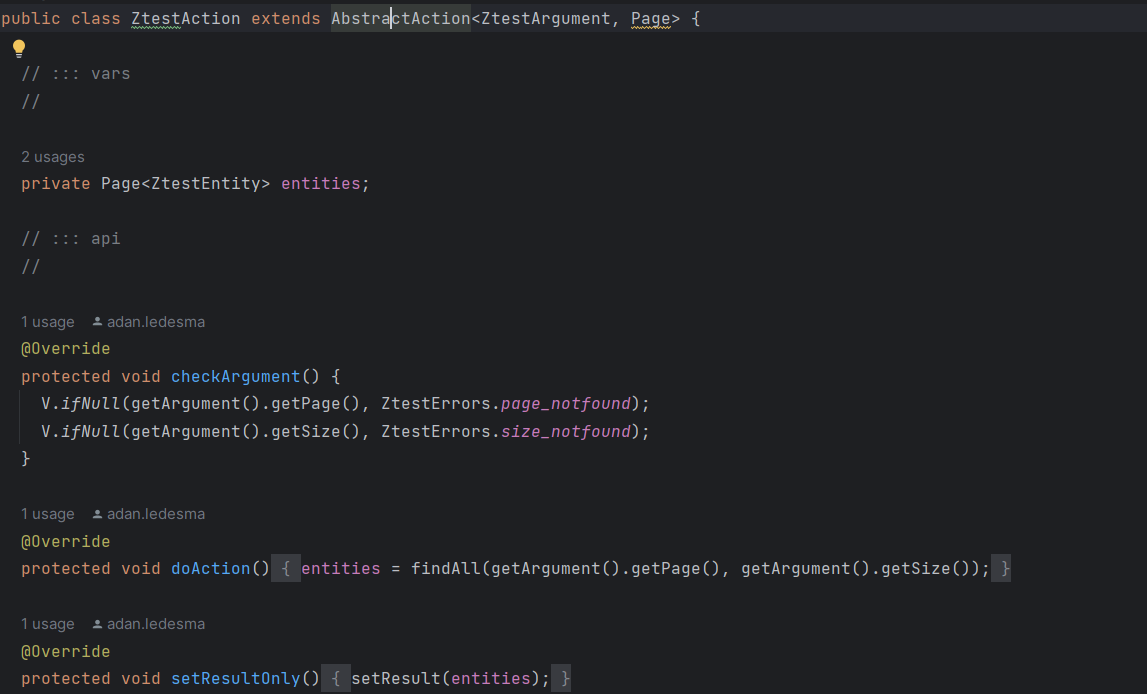 public class ZtestAction extends AbstractAction<ZtestArgument, Page> {
// ::: vars
//
2 usages
private Page<ZtestEntity> entities;
// ::: api
//
1 usage adan.ledesma
@Override
protected void checkArgument() {
V.ifNull(getArgument().getPage(), ZtestErrors.page_notfound);
V.ifNull(getArgument().getSize(), ZtestErrors.size_notfound);
}
1 usage adan.ledesma
@Override
protected void doAction() { entities = findAll(getArgument().getPage(), getArgument().getSize()); }
1 usage adan.ledesma
@Override
protected void setResultOnly() { setResult(entities); }